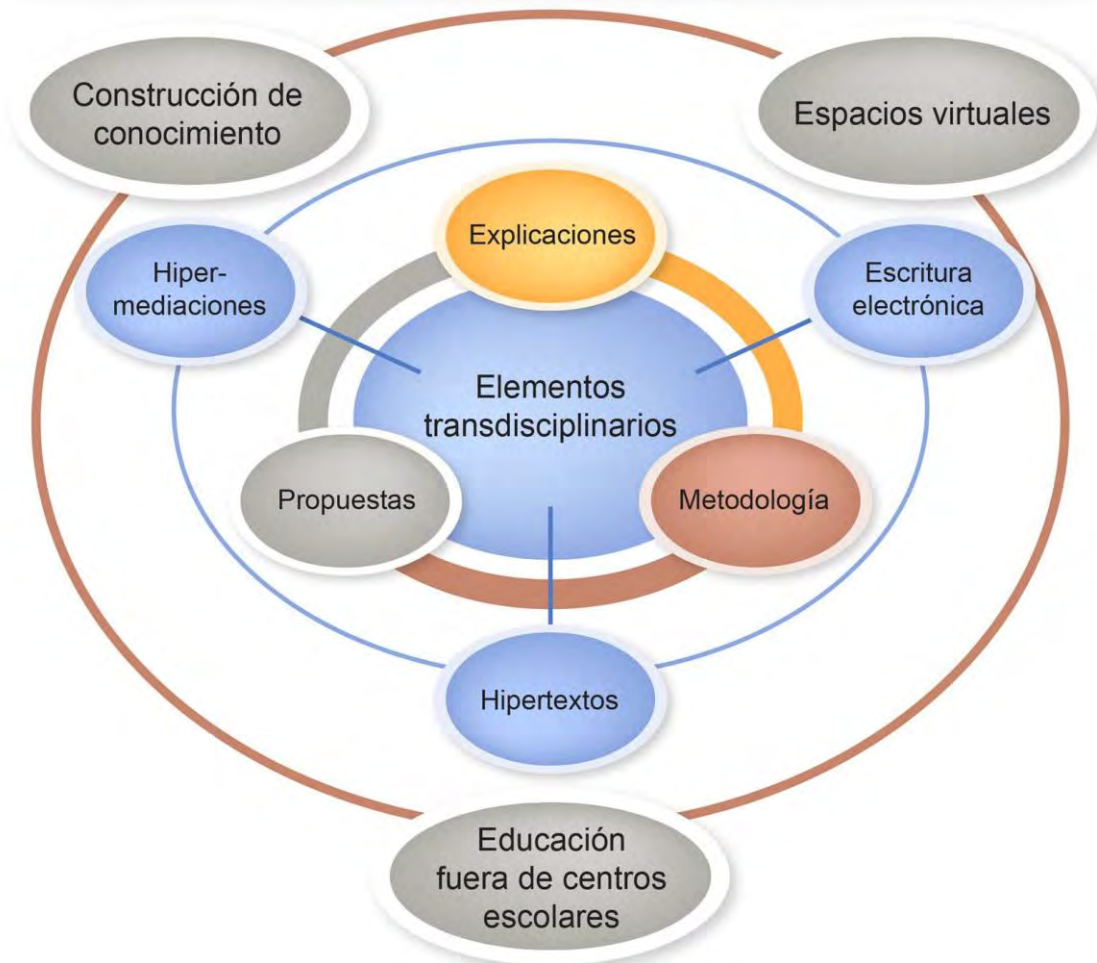 Construcción de
conocimiento
Espacios virtuales
Explicaciones
Hiper-
mediaciones
Escritura
electrónica
Elementos
transdisciplinarios
Propuestas
Metodología
Hipertextos
Educación
fuera de centros
escolares